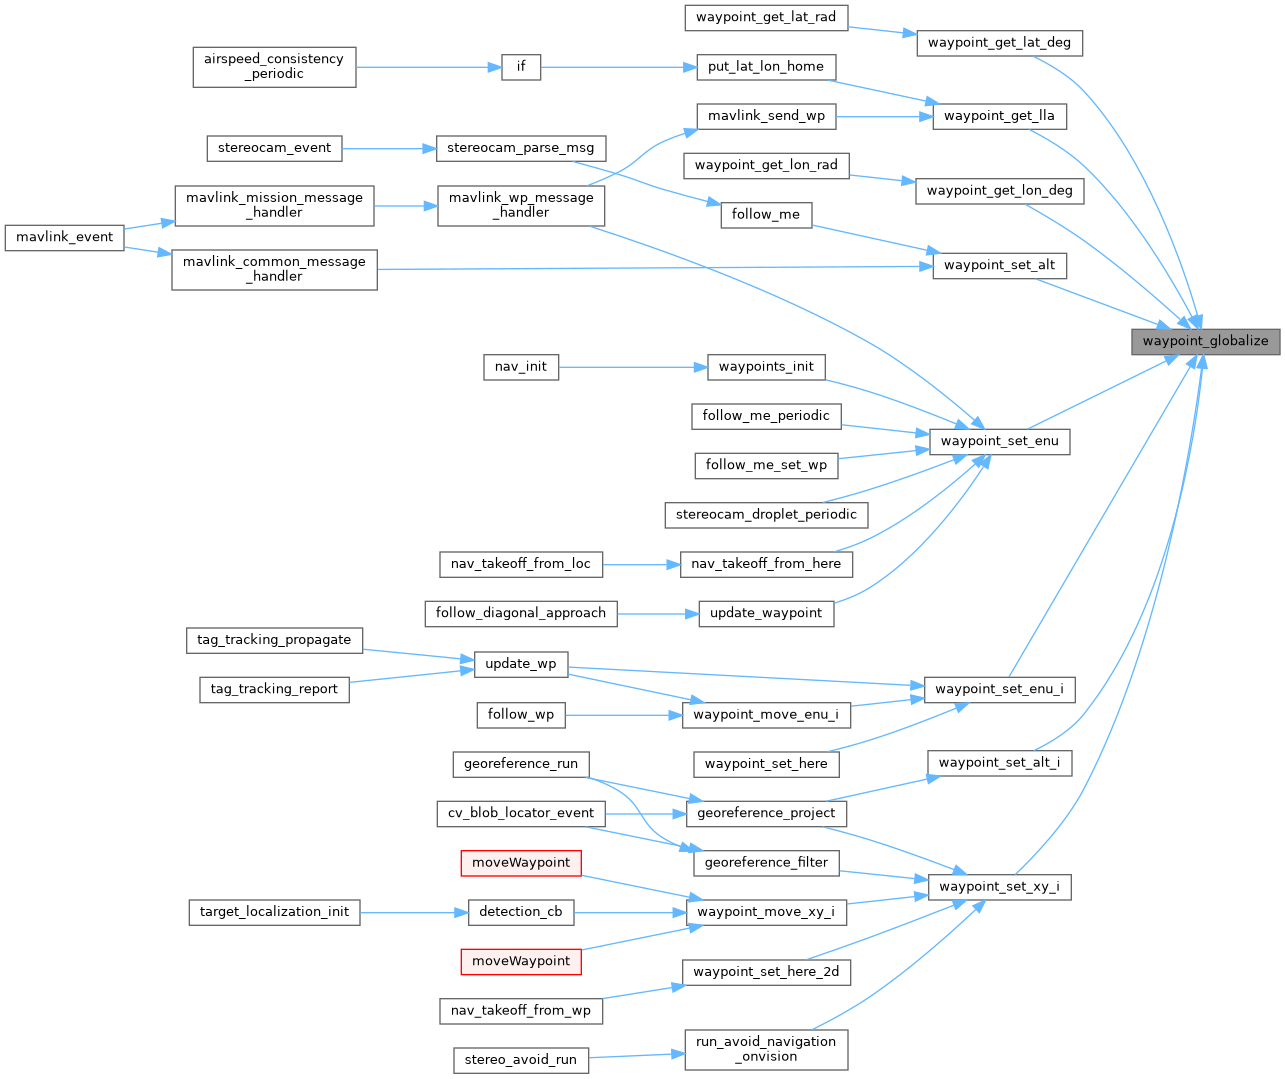 waypoint_get_lat_rad
waypoint_get_lat_deg
airspeed_consistency
_periodic
if
put_lat_lon_home
mavlink_send_wp
waypoint_get_lla
stereocam_event
stereocam_parse_msg
waypoint_get_lon_rad
waypoint_get_lon_deg
mavlink_mission_message
_handler
mavlink_wp_message
_handler
follow_me
mavlink_event
mavlink_common_message
_handler
waypoint_set_alt
waypoint_globalize
nav_init
waypoints_init
follow_me_periodic
waypoint_set_enu
follow_me_set_wp
stereocam_droplet_periodic
nav_takeoff_from_loc
nav_takeoff_from_here
follow_diagonal_approach
update_waypoint
tag_tracking_propagate
update_wp
tag_tracking_report
waypoint_set_enu_i
follow_wp
waypoint_move_enu_i
georeference_run
waypoint_set_here
waypoint_set_alt_i
cv_blob_locator_event
georeference_project
moveWaypoint
georeference_filter
waypoint_set_xy_i
target_localization_init
detection_cb
waypoint_move_xy_i
moveWaypoint
waypoint_set_here_2d
nav_takeoff_from_wp
run_avoid_navigation
_onvision
stereo_avoid_run